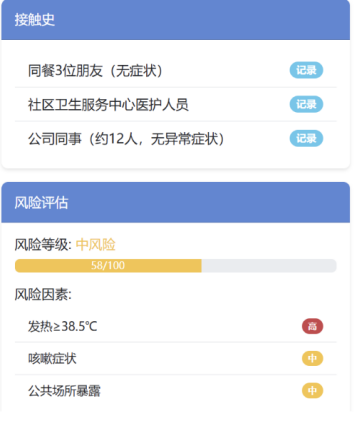 接触史
同餐3位朋友（无症状） 记录
社区卫生服务中心医护人员 记录
公司同事（约12人，无异常症状） 记录
风险评估
风险等级: 中风险
58/100
风险因素:
发热≥38.5℃ 高
咳嗽症状 中
公共场所暴露 中